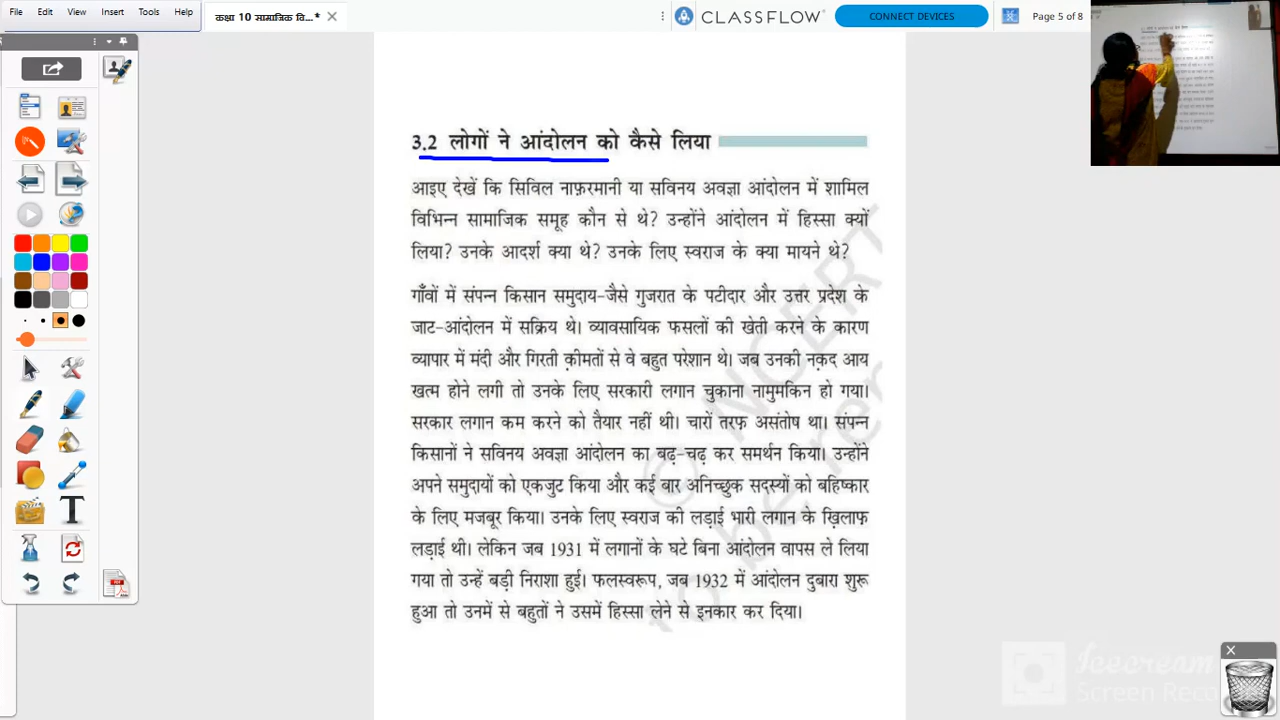 File Edit View Insert Tools Help
कक्षा 10 सामाजिक वि...*
CLASSFLOW
CONNECT DEVICES
Page 5 of 8
3.2 लोगों ने आंदोलन को कैसे लिया
आइए देखें कि सिविल नाफ़रमानी या सविनय अवज्ञा आंदोलन में शामिल
विभिन्न सामाजिक समूह कौन से थे? उन्होंने आंदोलन में हिस्सा क्यों
लिया? उनके आदर्श क्या थे? उनके लिए स्वराज के क्या मायने थे?
गाँवों में संपन्न किसान समुदाय-जैसे गुजरात के पटीदार और उत्तर प्रदेश के
जाट-आंदोलन में सक्रिय थे। व्यावसायिक फसलों की खेती करने के कारण
व्यापार में मंदी और गिरती क़ीमतों से वे बहुत परेशान थे। जब उनकी नक़द आय
खत्म होने लगी तो उनके लिए सरकारी लगान चुकाना नामुमकिन हो गया।
सरकार लगान कम करने को तैयार नहीं थी। चारों तरफ असंतोष था। संपन्न
किसानों ने सविनय अवज्ञा आंदोलन का बढ़-चढ़ कर समर्थन किया। उन्होंने
अपने समुदायों को एकजुट किया और कई बार अनिच्छुक सदस्यों को बहिष्कार
के लिए मजबूर किया। उनके लिए स्वराज की लड़ाई भारी लगान के ख़िलाफ़
लड़ाई थी। लेकिन जब 1931 में लगानों के घटे बिना आंदोलन वापस ले लिया
गया तो उन्हें बड़ी निराशा हुई। फलस्वरूप, जब 1932 में आंदोलन दुबारा शुरू
हुआ तो उनमें से बहुतों ने उसमें हिस्सा लेने से इनकार कर दिया।
© NCERT
Icecream
Screen Rec